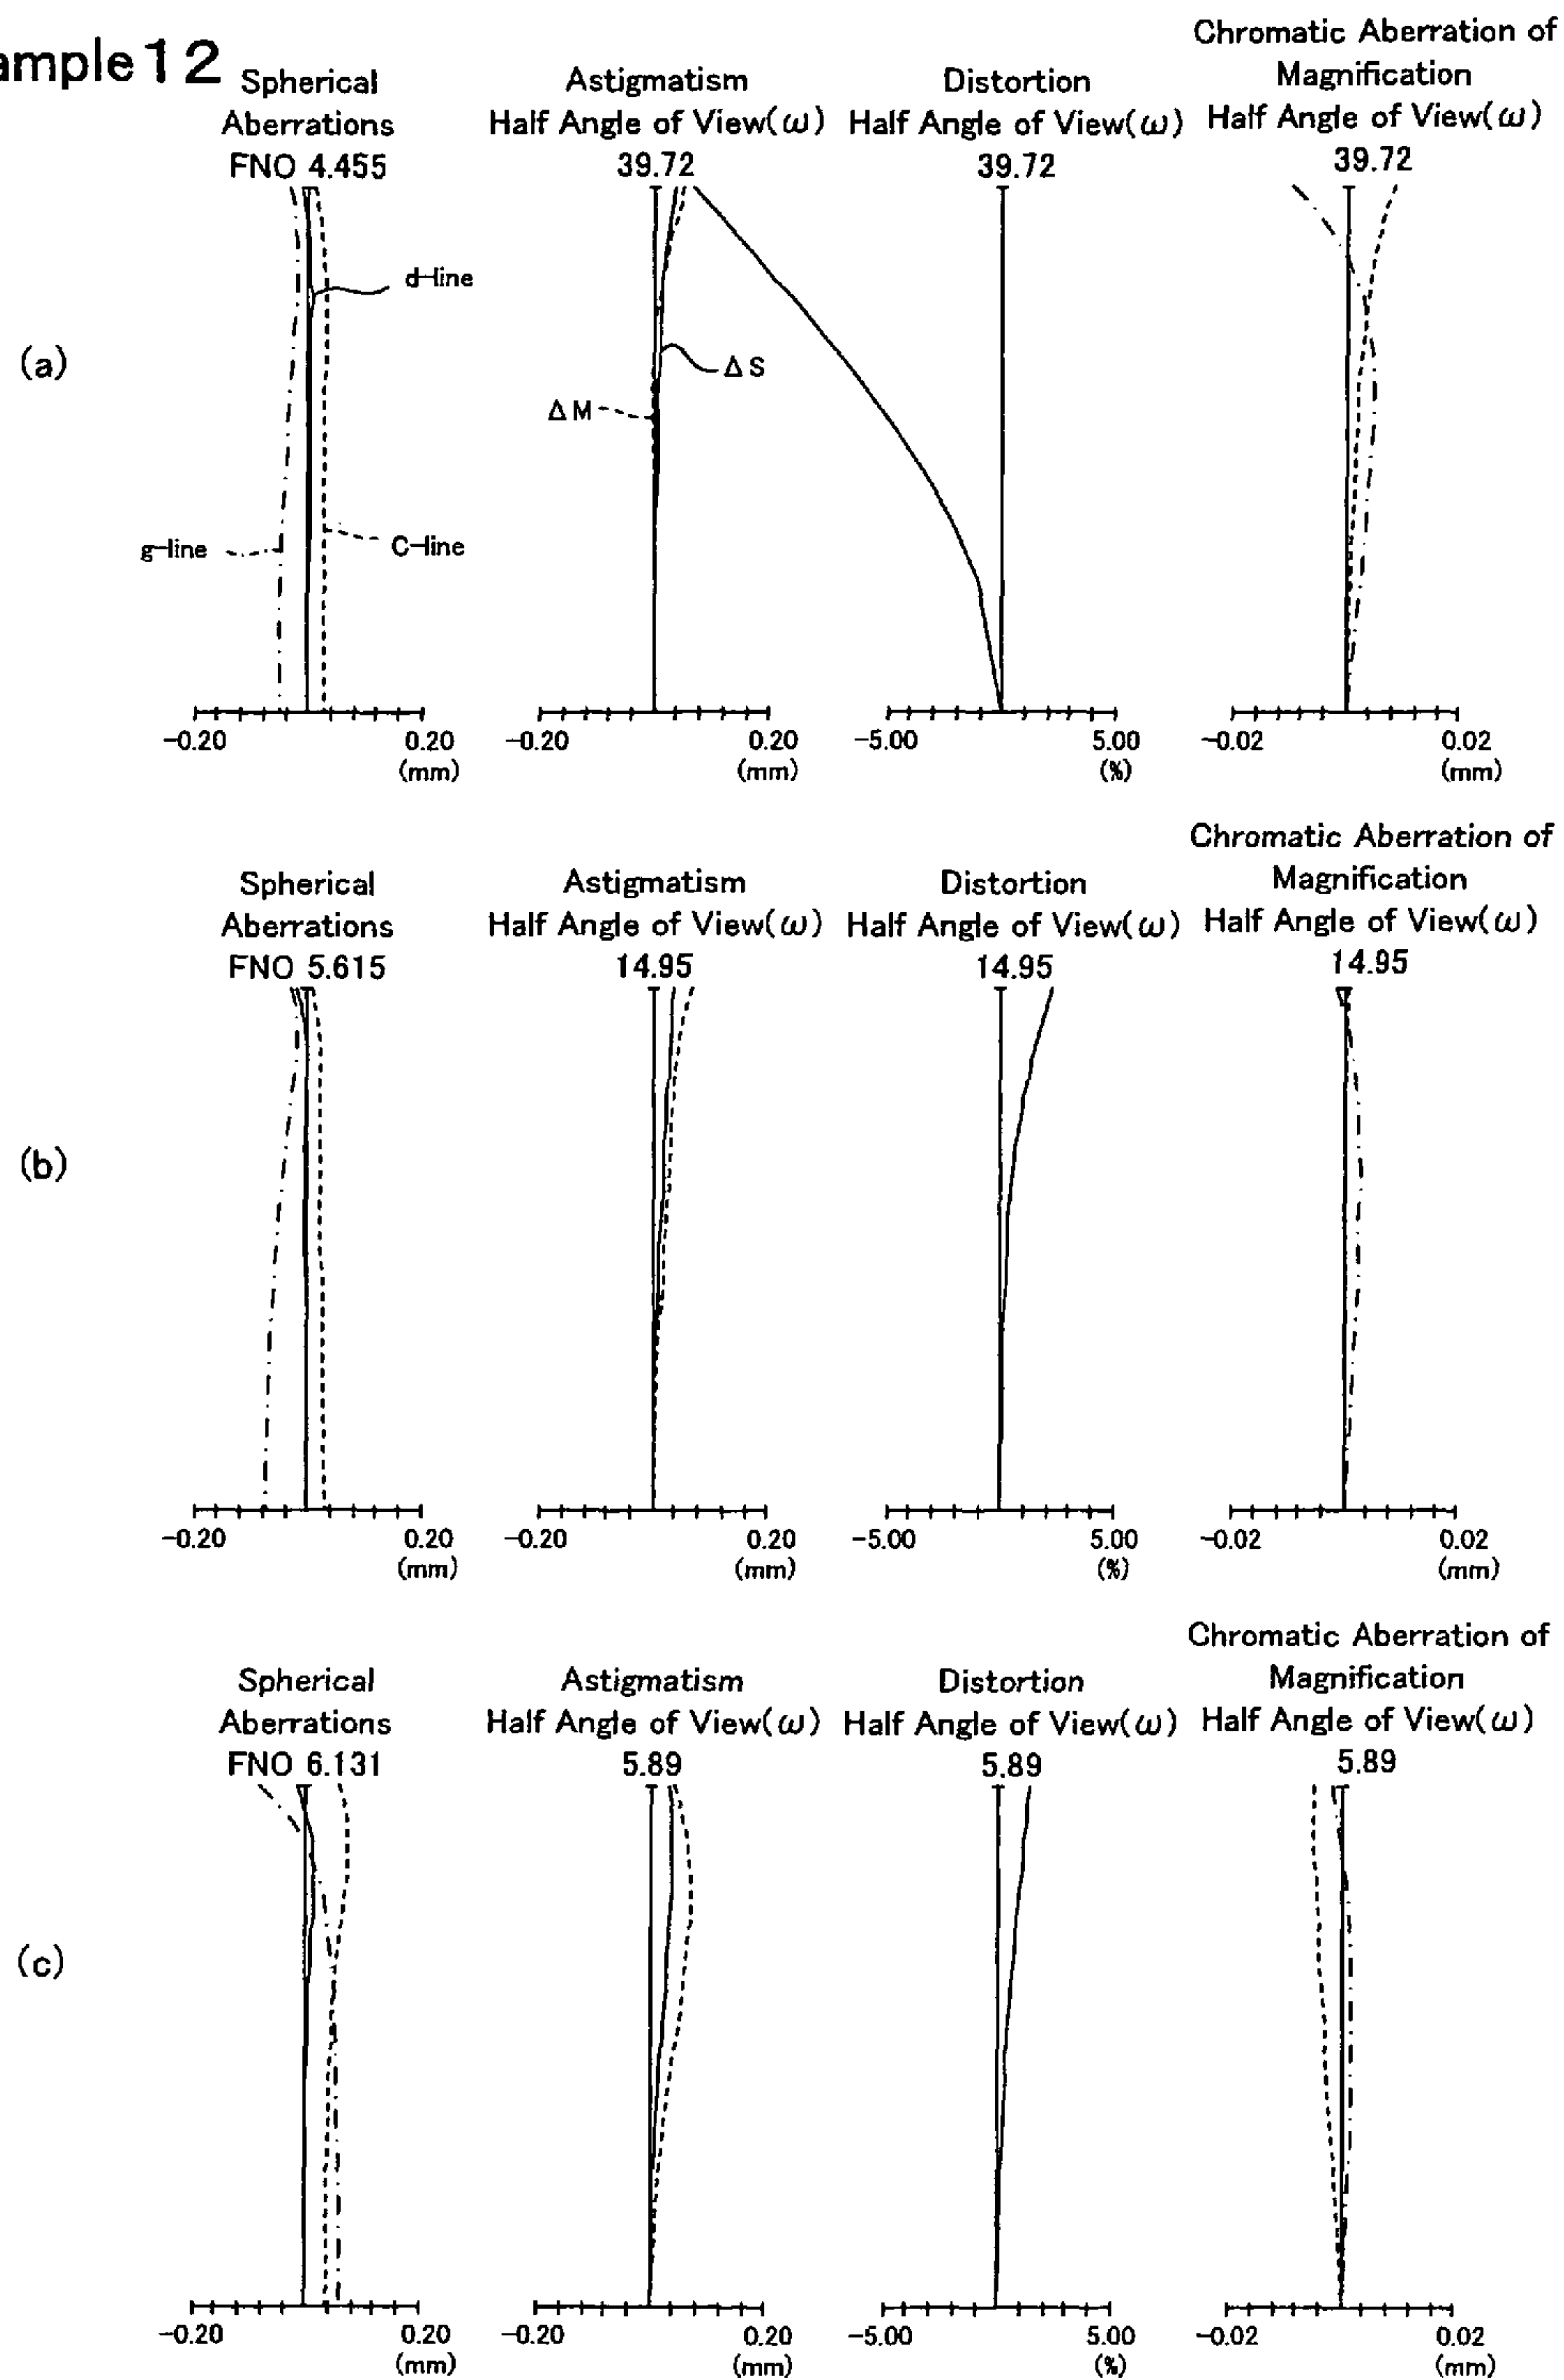 ample 12
Spherical
Aberrations
FNO 4.455
Astigmatism
Half Angle of View(ω)
39.72
Distortion
Half Angle of View(ω)
39.72
Chromatic Aberration of
Magnification
Half Angle of View(ω)
39.72
(a)
d-line
g-line
C-line
ΔS
ΔM
-0.20
0.20
(mm)
-0.20
0.20
(mm)
-5.00
5.00
(%)
-0.02
0.02
(mm)
Spherical
Aberrations
FNO 5.615
Astigmatism
Half Angle of View(ω)
14.95
Distortion
Half Angle of View(ω)
14.95
Chromatic Aberration of
Magnification
Half Angle of View(ω)
14.95
(b)
-0.20
0.20
(mm)
-0.20
0.20
(mm)
-5.00
5.00
(%)
-0.02
0.02
(mm)
Spherical
Aberrations
FNO 6.131
Astigmatism
Half Angle of View(ω)
5.89
Distortion
Half Angle of View(ω)
5.89
Chromatic Aberration of
Magnification
Half Angle of View(ω)
5.89
(c)
-0.20
0.20
(mm)
-0.20
0.20
(mm)
-5.00
5.00
(%)
-0.02
0.02
(mm)